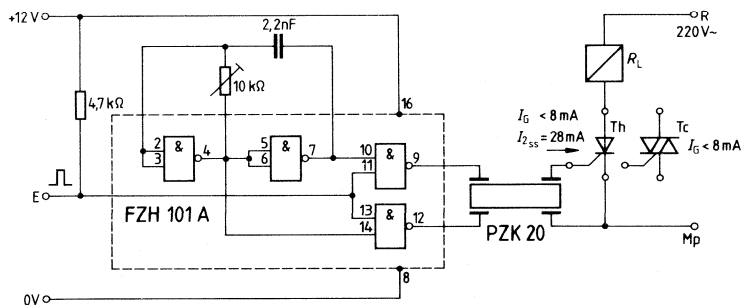 +12 V
2,2nF
R
220V~
4,7 kΩ
10 kΩ
R_L
16
I_G < 8 mA
I_2ss = 28 mA
Th
Tc
I_G < 8 mA
2
3
&
4
5
6
&
7
10
11
&
9
E
FZH 101 A
13
14
&
12
PZK 20
Mp
8
0V